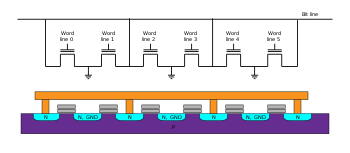 Bit line
Word
line 0
Word
line 1
Word
line 2
Word
line 3
Word
line 4
Word
line 5
N
N, GND
N
N, GND
N
N, GND
N
P